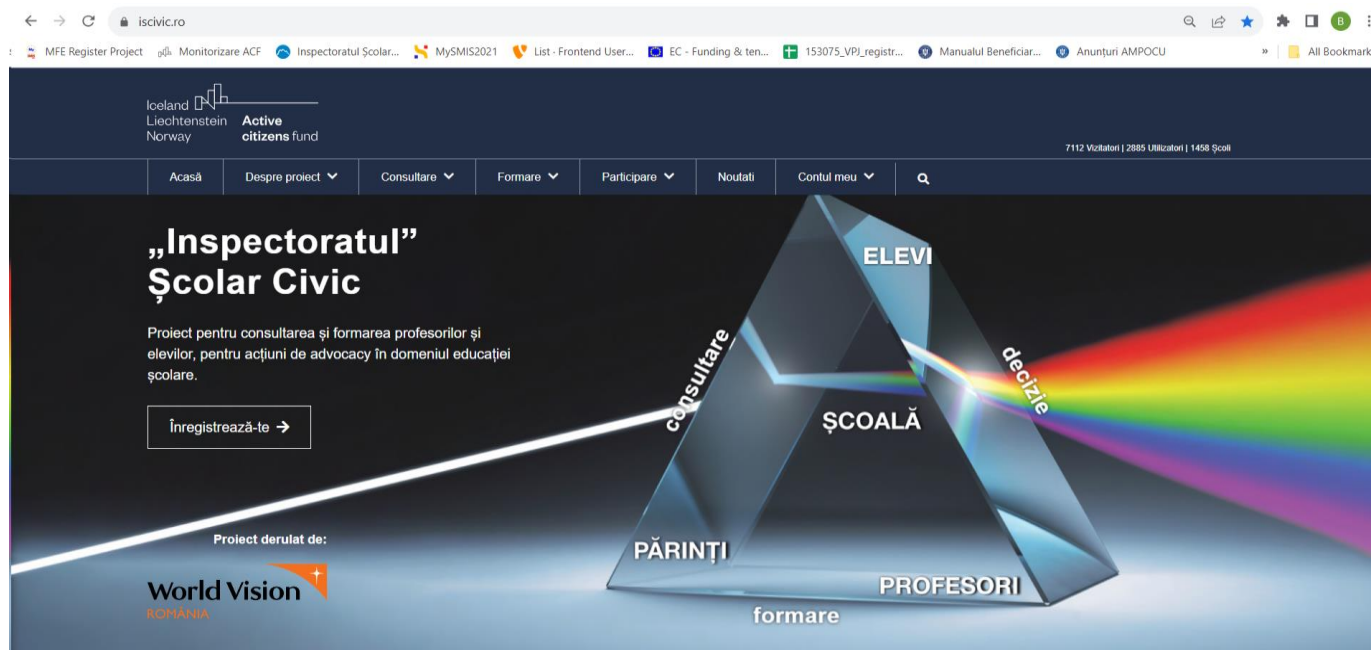 iscivic.ro
MFE Register Project
Monitorizare ACF
Inspectoratul Școlar...
MySMIS2021
List · Frontend User...
EC - Funding & ten...
153075_VPJ_registr...
Manualul Beneficiar...
Anunțuri AMPOCU
»
All Bookmark
B
Iceland
Liechtenstein
Norway
Active
citizens fund
7112 Vizitatori | 2885 Utilizatori | 1458 Școli
Acasă
Despre proiect
Consultare
Formare
Participare
Noutati
Contul meu
„Inspectoratul”
Școlar Civic
Proiect pentru consultarea și formarea profesorilor și
elevilor, pentru acțiuni de advocacy în domeniul educației
școlare.
Înregistrează-te →
Proiect derulat de:
World Vision
ROMÂNIA
ELEVI
consultare
decizie
ȘCOALĂ
PĂRINȚI
PROFESORI
formare